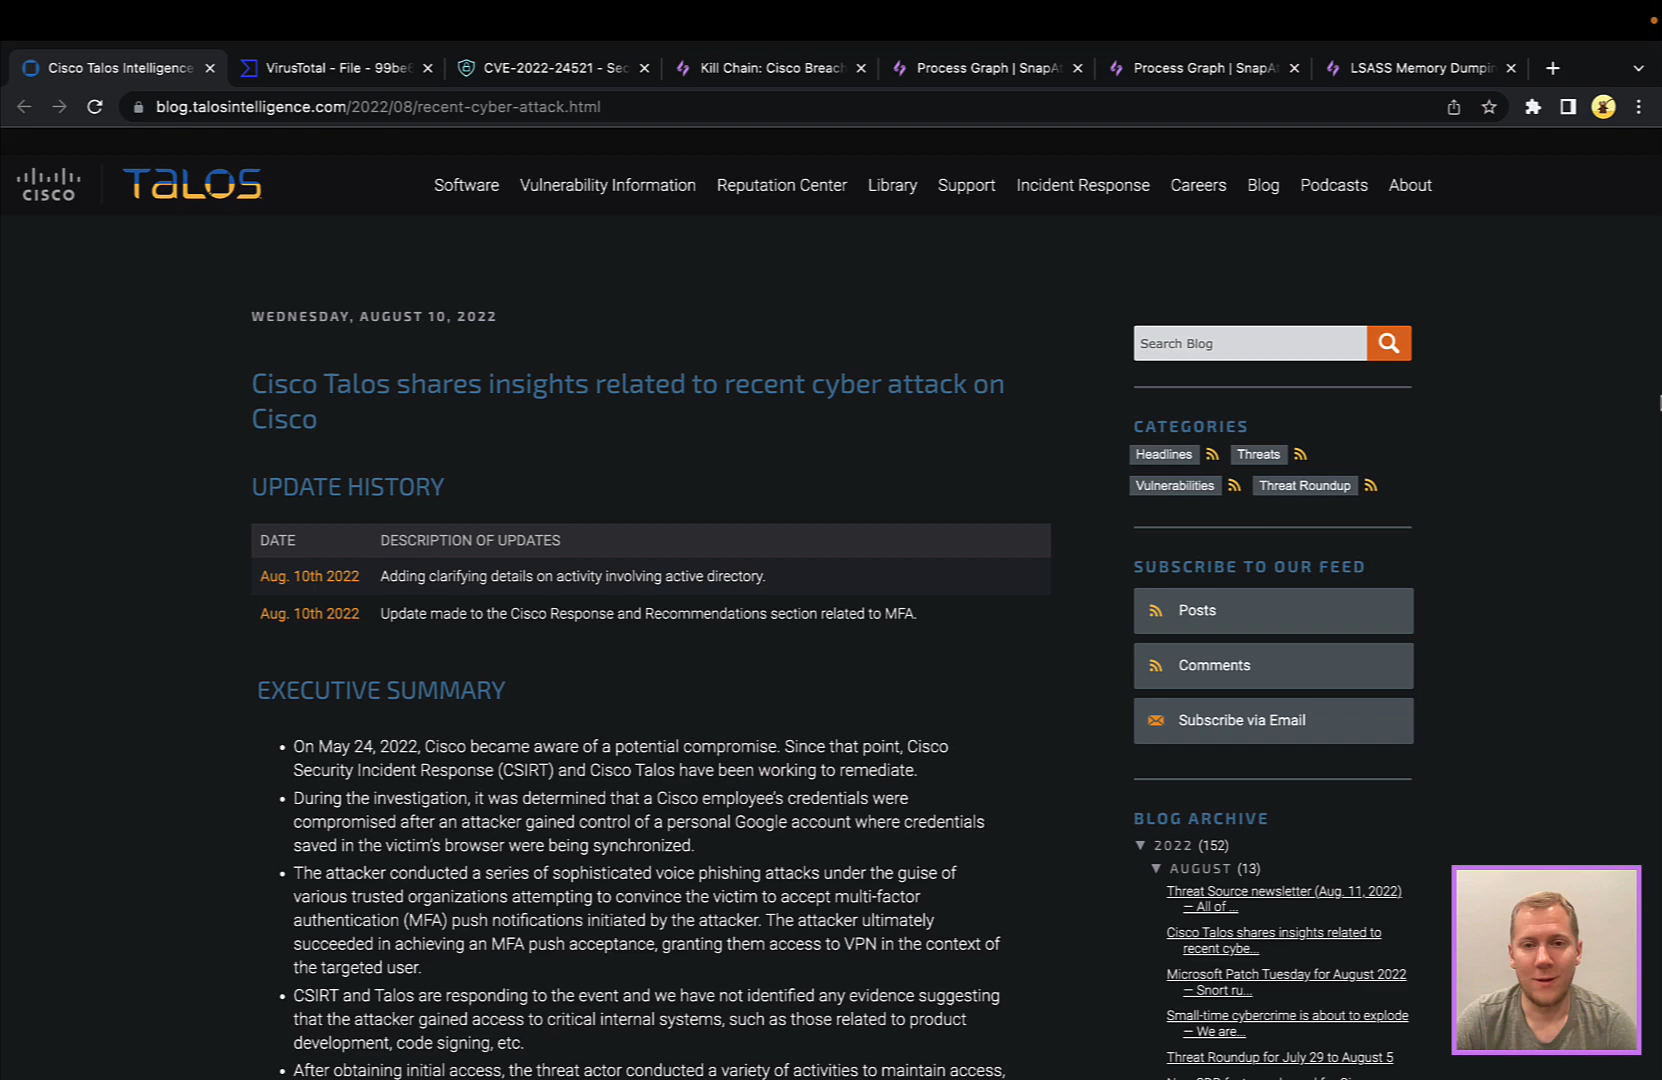 Cisco Talos Intelligence
VirusTotal - File - 99be6
CVE-2022-24521 - Sec
Kill Chain: Cisco Breach
Process Graph | SnapAt
Process Graph | SnapAt
LSASS Memory Dumpin
blog.talosintelligence.com/2022/08/recent-cyber-attack.html
CISCO
TALOS
Software
Vulnerability Information
Reputation Center
Library
Support
Incident Response
Careers
Blog
Podcasts
About
WEDNESDAY, AUGUST 10, 2022
Cisco Talos shares insights related to recent cyber attack on
Cisco
UPDATE HISTORY
DATE DESCRIPTION OF UPDATES
Aug. 10th 2022 Adding clarifying details on activity involving active directory.
Aug. 10th 2022 Update made to the Cisco Response and Recommendations section related to MFA.
EXECUTIVE SUMMARY
• On May 24, 2022, Cisco became aware of a potential compromise. Since that point, Cisco
Security Incident Response (CSIRT) and Cisco Talos have been working to remediate.
• During the investigation, it was determined that a Cisco employee's credentials were
compromised after an attacker gained control of a personal Google account where credentials
saved in the victim's browser were being synchronized.
• The attacker conducted a series of sophisticated voice phishing attacks under the guise of
various trusted organizations attempting to convince the victim to accept multi-factor
authentication (MFA) push notifications initiated by the attacker. The attacker ultimately
succeeded in achieving an MFA push acceptance, granting them access to VPN in the context of
the targeted user.
• CSIRT and Talos are responding to the event and we have not identified any evidence suggesting
that the attacker gained access to critical internal systems, such as those related to product
development, code signing, etc.
• After obtaining initial access, the threat actor conducted a variety of activities to maintain access,
Search Blog
CATEGORIES
Headlines
Threats
Vulnerabilities
Threat Roundup
SUBSCRIBE TO OUR FEED
Posts
Comments
Subscribe via Email
BLOG ARCHIVE
▼ 2022 (152)
▼ AUGUST (13)
Threat Source newsletter (Aug. 11, 2022)
— All of ...
Cisco Talos shares insights related to
recent cybe...
Microsoft Patch Tuesday for August 2022
— Snort ru...
Small-time cybercrime is about to explode
— We are...
Threat Roundup for July 29 to August 5